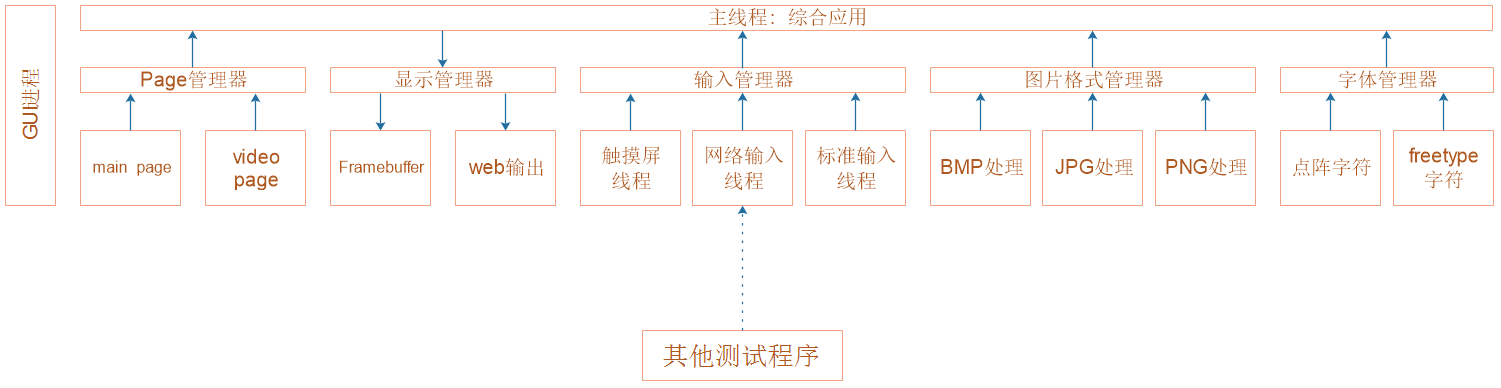 主线程：综合应用
GUI进程
Page管理器
显示管理器
输入管理器
图片格式管理器
字体管理器
main page
video
page
Framebuffer
web输出
触摸屏
线程
网络输入
线程
标准输入
线程
BMP处理
JPG处理
PNG处理
点阵字符
freetype
字符
其他测试程序